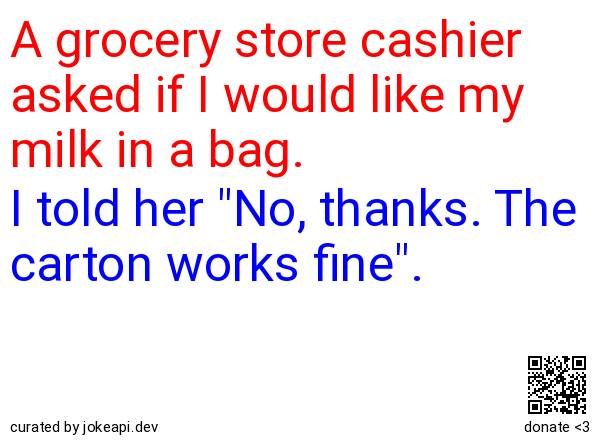 A grocery store cashier
asked if I would like my
milk in a bag.
I told her "No, thanks. The
carton works fine".
curated by jokeapi.dev
donate <3